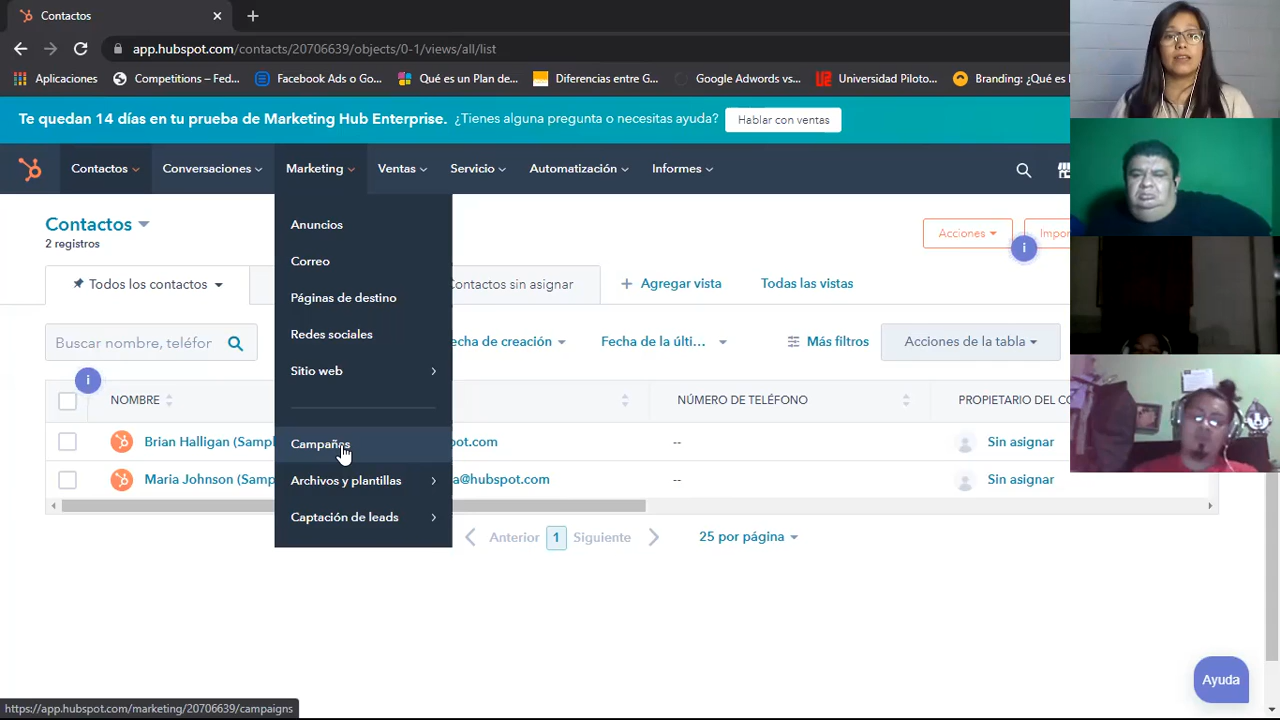 Contactos
app.hubspot.com/contacts/20706639/objects/0-1/views/all/list
Aplicaciones
Competitions – Fed...
Facebook Ads o Go...
Qué es un Plan de...
Diferencias entre G...
Google Adwords vs...
Universidad Piloto...
Branding: ¿Qué es l
Te quedan 14 días en tu prueba de Marketing Hub Enterprise. ¿Tienes alguna pregunta o necesitas ayuda? Hablar con ventas
Contactos
Conversaciones
Marketing
Ventas
Servicio
Automatización
Informes
Contactos
2 registros
Acciones
Impor
Todos los contactos
Contactos sin asignar
+ Agregar vista
Todas las vistas
Buscar nombre, teléfor
echa de creación
Fecha de la últi...
Más filtros
Acciones de la tabla
Anuncios
Correo
Páginas de destino
Redes sociales
Sitio web
Campañas
Archivos y plantillas
Captación de leads
NOMBRE
NÚMERO DE TELÉFONO
PROPIETARIO DEL CO
Brian Halligan (Sampl
pot.com
--
Sin asignar
Maria Johnson (Samp
a@hubspot.com
--
Sin asignar
Anterior 1 Siguiente
25 por página
Ayuda
https://app.hubspot.com/marketing/20706639/campaigns